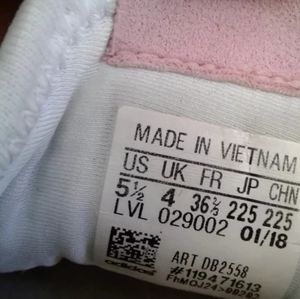 MADE IN VIETNAM
US UK FR JP CHN
5½ 4 36⅔ 225 225
LVL 029002 01/18
ART DB2558
adidas #119471613